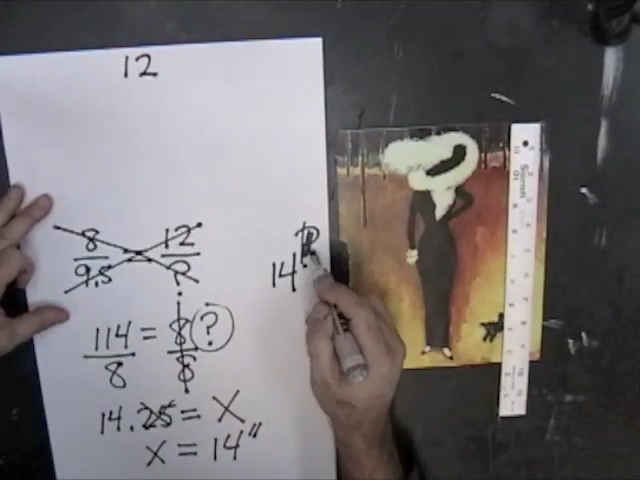 12
8/9.5 = 12/?
114/8 = 8?/8
14.25 = X
x = 14"
14